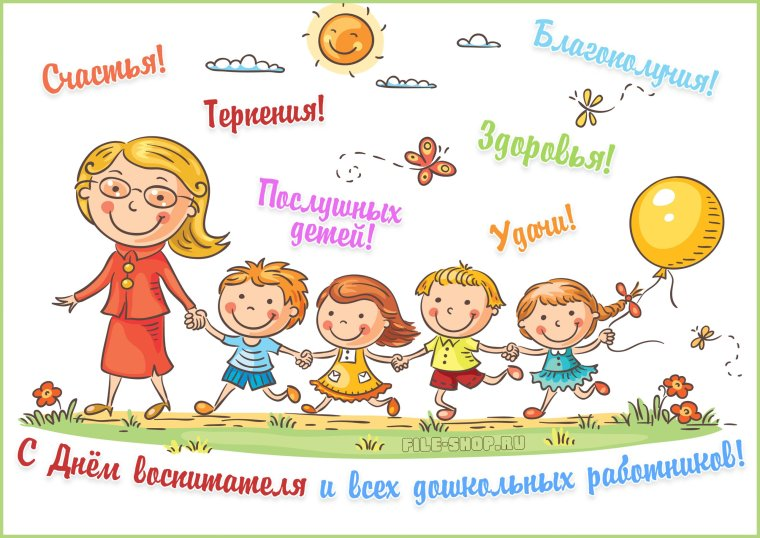 Счастья!
Благополучия!
Терпения!
Здоровья!
Послушных
детей!
Удачи!
FILE-SHOP.RU
С Днём воспитателя и всех дошкольных работников!